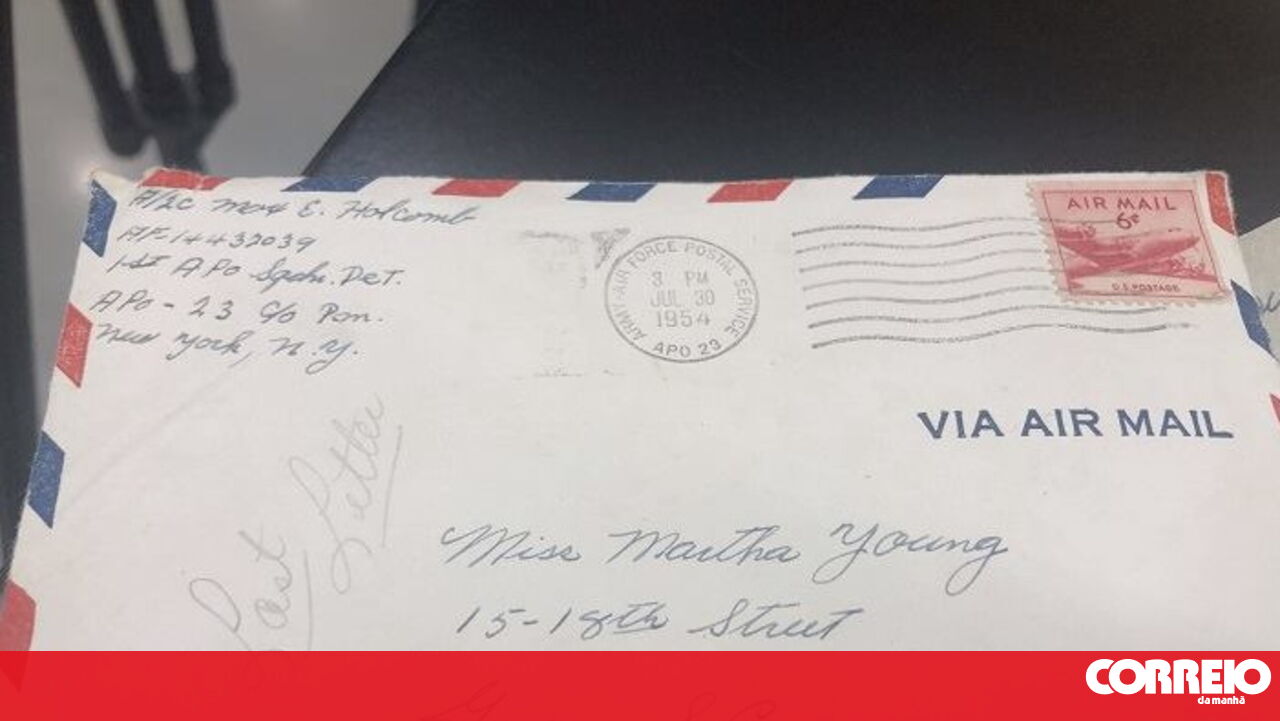 A/2C Max E. Holcomb
AF-14432039
1st APO Sqdn. Det.
APO - 23 c/o Pm.
New York, N.Y.
ARMY-AIR FORCE POSTAL SERVICE
3 PM
JUL 30
1954
APO 23
AIR MAIL
6¢
U.S. POSTAGE
VIA AIR MAIL
Last Letter
Miss Martha Young
15-18th Street
CORREIO
da manhã